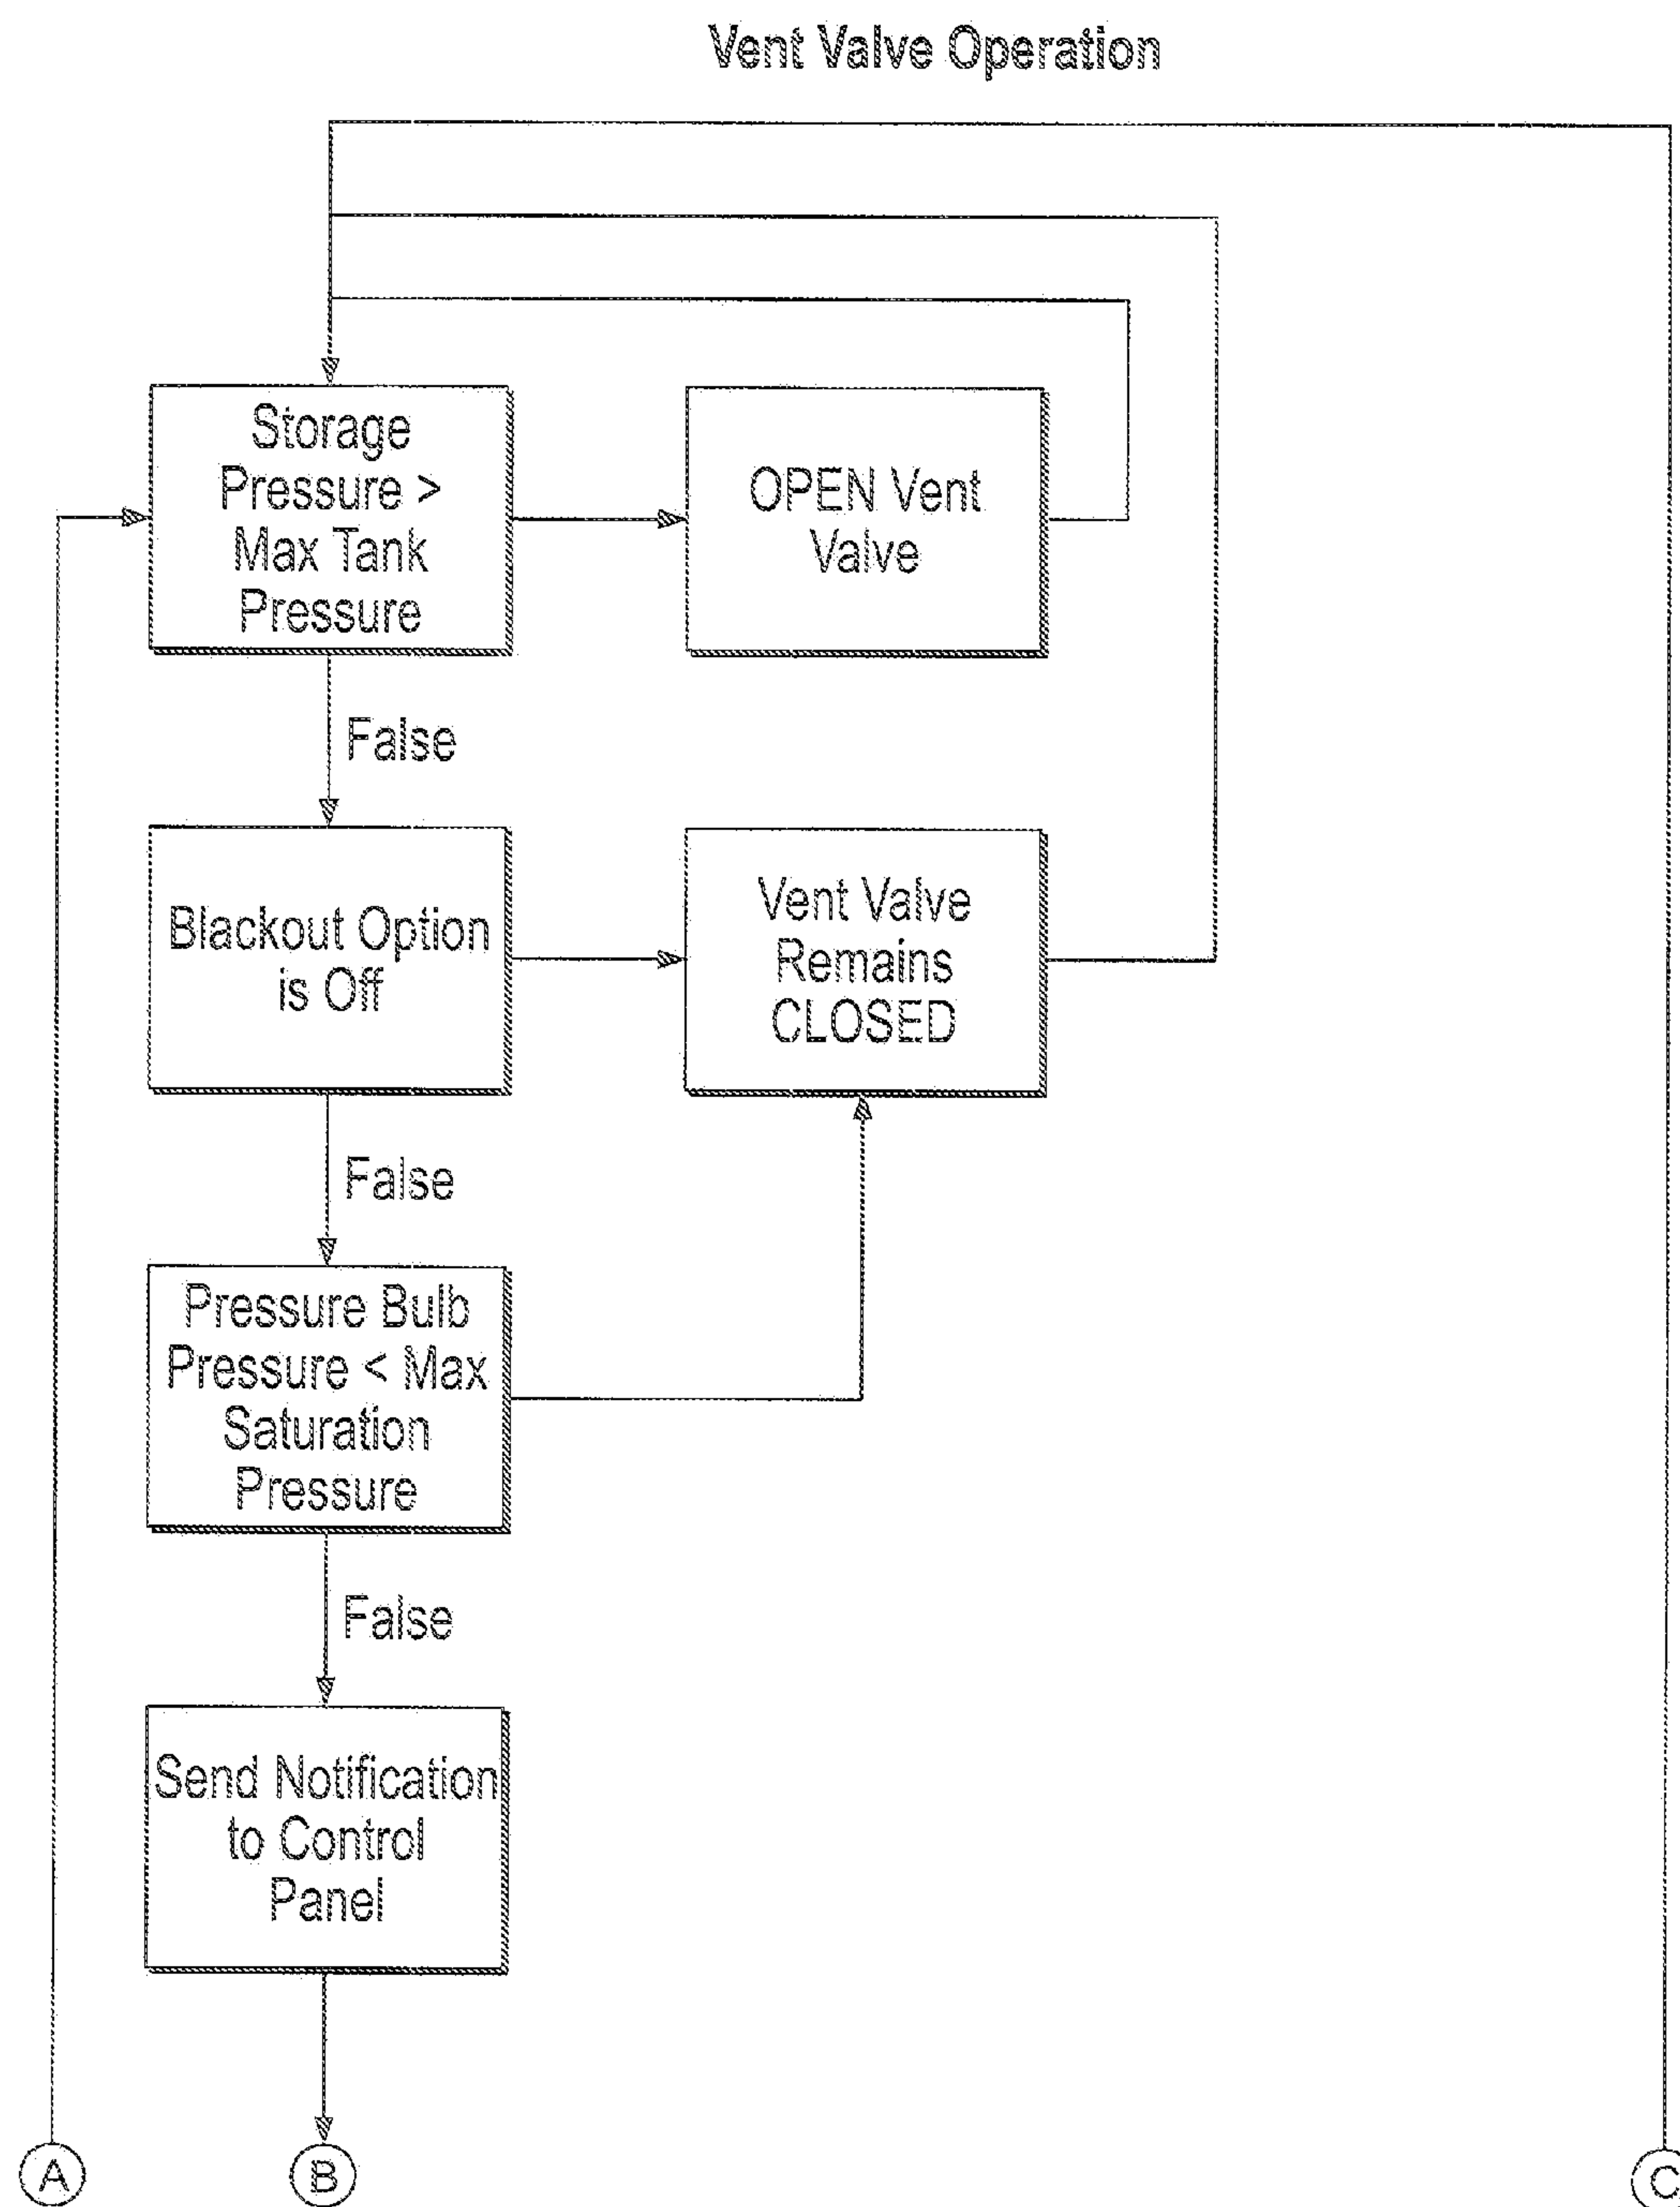 Vent Valve Operation
Storage
Pressure >
Max Tank
Pressure
OPEN Vent
Valve
False
Blackout Option
is Off
Vent Valve
Remains
CLOSED
False
Pressure Bulb
Pressure < Max
Saturation
Pressure
False
Send Notification
to Control
Panel
A
B
C